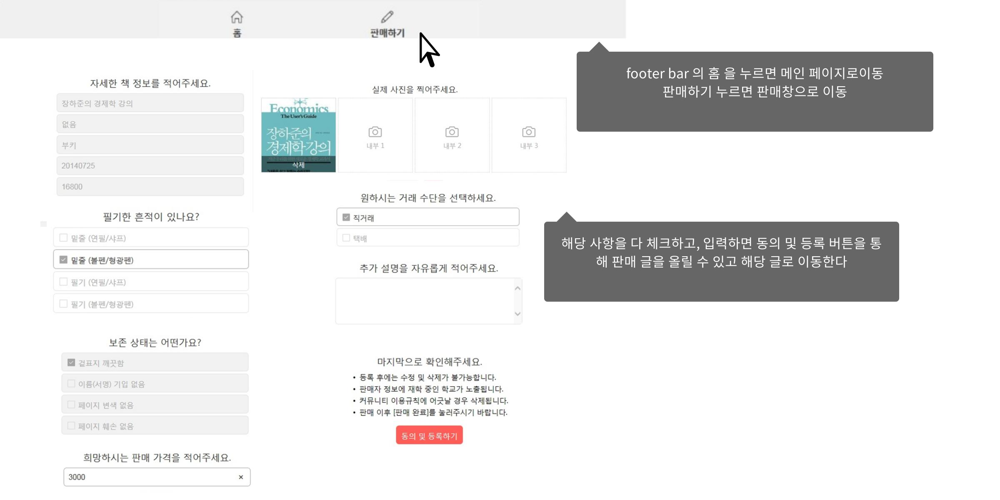 홈
판매하기
footer bar 의 홈 을 누르면 메인 페이지로이동
판매하기 누르면 판매창으로 이동
자세한 책 정보를 적어주세요.
장하준의 경제학 강의
없음
부키
20140725
16800
필기한 흔적이 있나요?
밑줄 (연필/샤프)
밑줄 (볼펜/형광펜)
필기 (연필/샤프)
필기 (볼펜/형광펜)
보존 상태는 어떤가요?
겉표지 깨끗함
이름(서명) 기입 없음
페이지 변색 없음
페이지 훼손 없음
희망하시는 판매 가격을 적어주세요.
3000
실제 사진을 찍어주세요.
Economics
The User's Guide
장하준의
경제학강의
삭제
내부 1
내부 2
내부 3
원하시는 거래 수단을 선택하세요.
직거래
택배
추가 설명을 자유롭게 적어주세요.
마지막으로 확인해주세요.
• 등록 후에는 수정 및 삭제가 불가능합니다.
• 판매자 정보에 재학 중인 학교가 노출됩니다.
• 커뮤니티 이용규칙에 어긋날 경우 삭제됩니다.
• 판매 이후 [판매 완료]를 눌러주시기 바랍니다.
동의 및 등록하기
해당 사항을 다 체크하고, 입력하면 동의 및 등록 버튼을 통
해 판매 글을 올릴 수 있고 해당 글로 이동한다